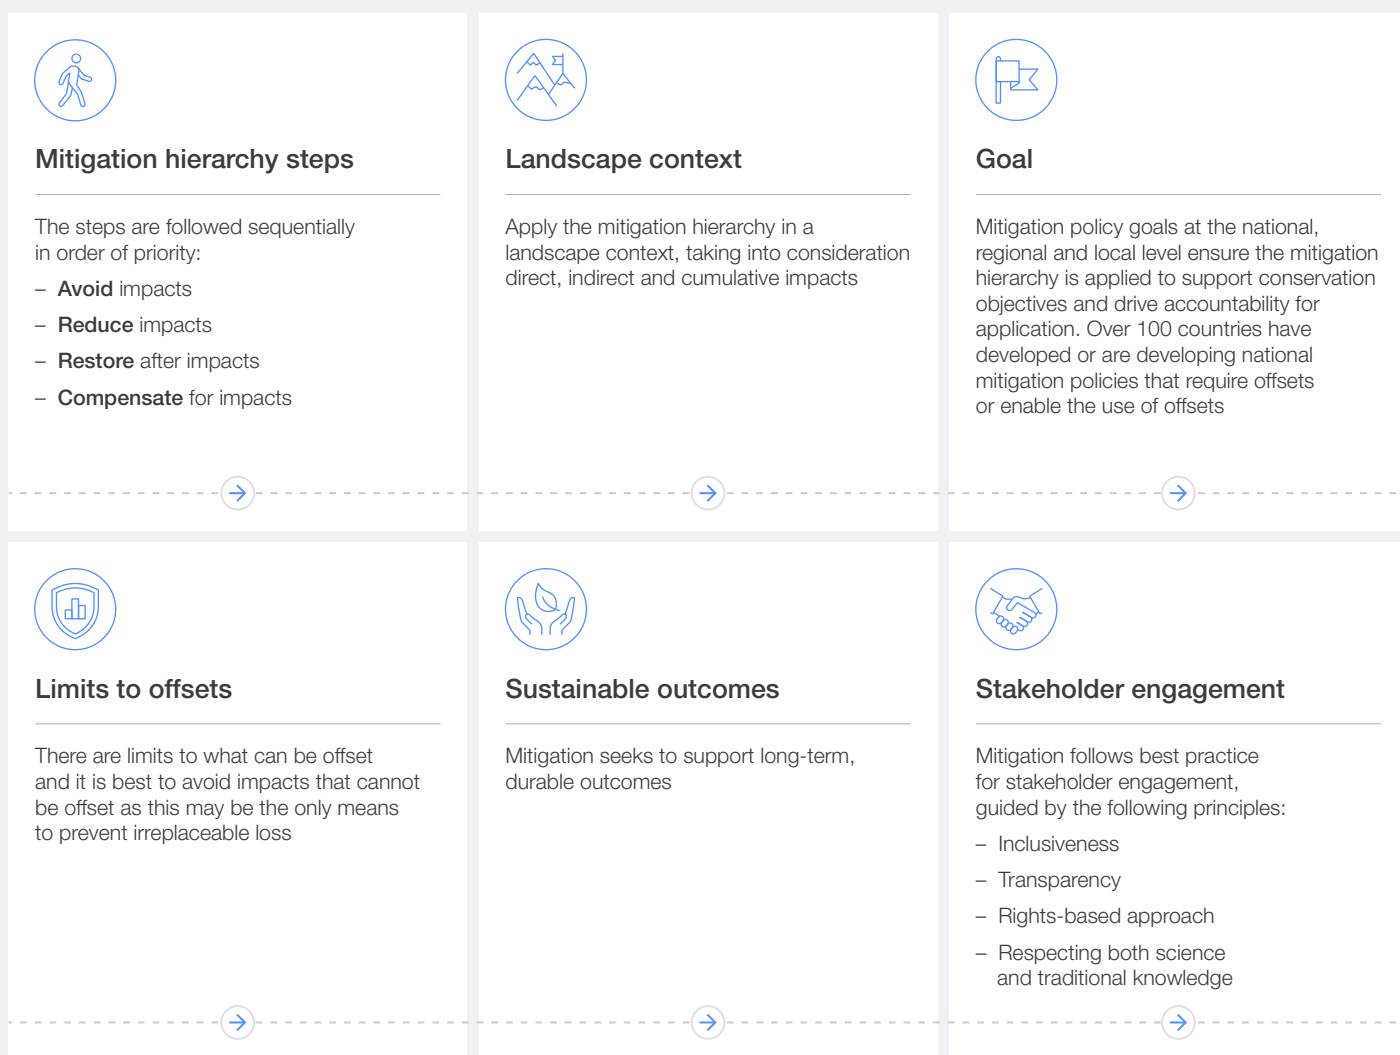 Mitigation hierarchy steps
The steps are followed sequentially
in order of priority:
– Avoid impacts
– Reduce impacts
– Restore after impacts
– Compensate for impacts
Landscape context
Apply the mitigation hierarchy in a
landscape context, taking into consideration
direct, indirect and cumulative impacts
Goal
Mitigation policy goals at the national,
regional and local level ensure the mitigation
hierarchy is applied to support conservation
objectives and drive accountability for
application. Over 100 countries have
developed or are developing national
mitigation policies that require offsets
or enable the use of offsets
Limits to offsets
There are limits to what can be offset
and it is best to avoid impacts that cannot
be offset as this may be the only means
to prevent irreplaceable loss
Sustainable outcomes
Mitigation seeks to support long-term,
durable outcomes
Stakeholder engagement
Mitigation follows best practice
for stakeholder engagement,
guided by the following principles:
– Inclusiveness
– Transparency
– Rights-based approach
– Respecting both science
and traditional knowledge